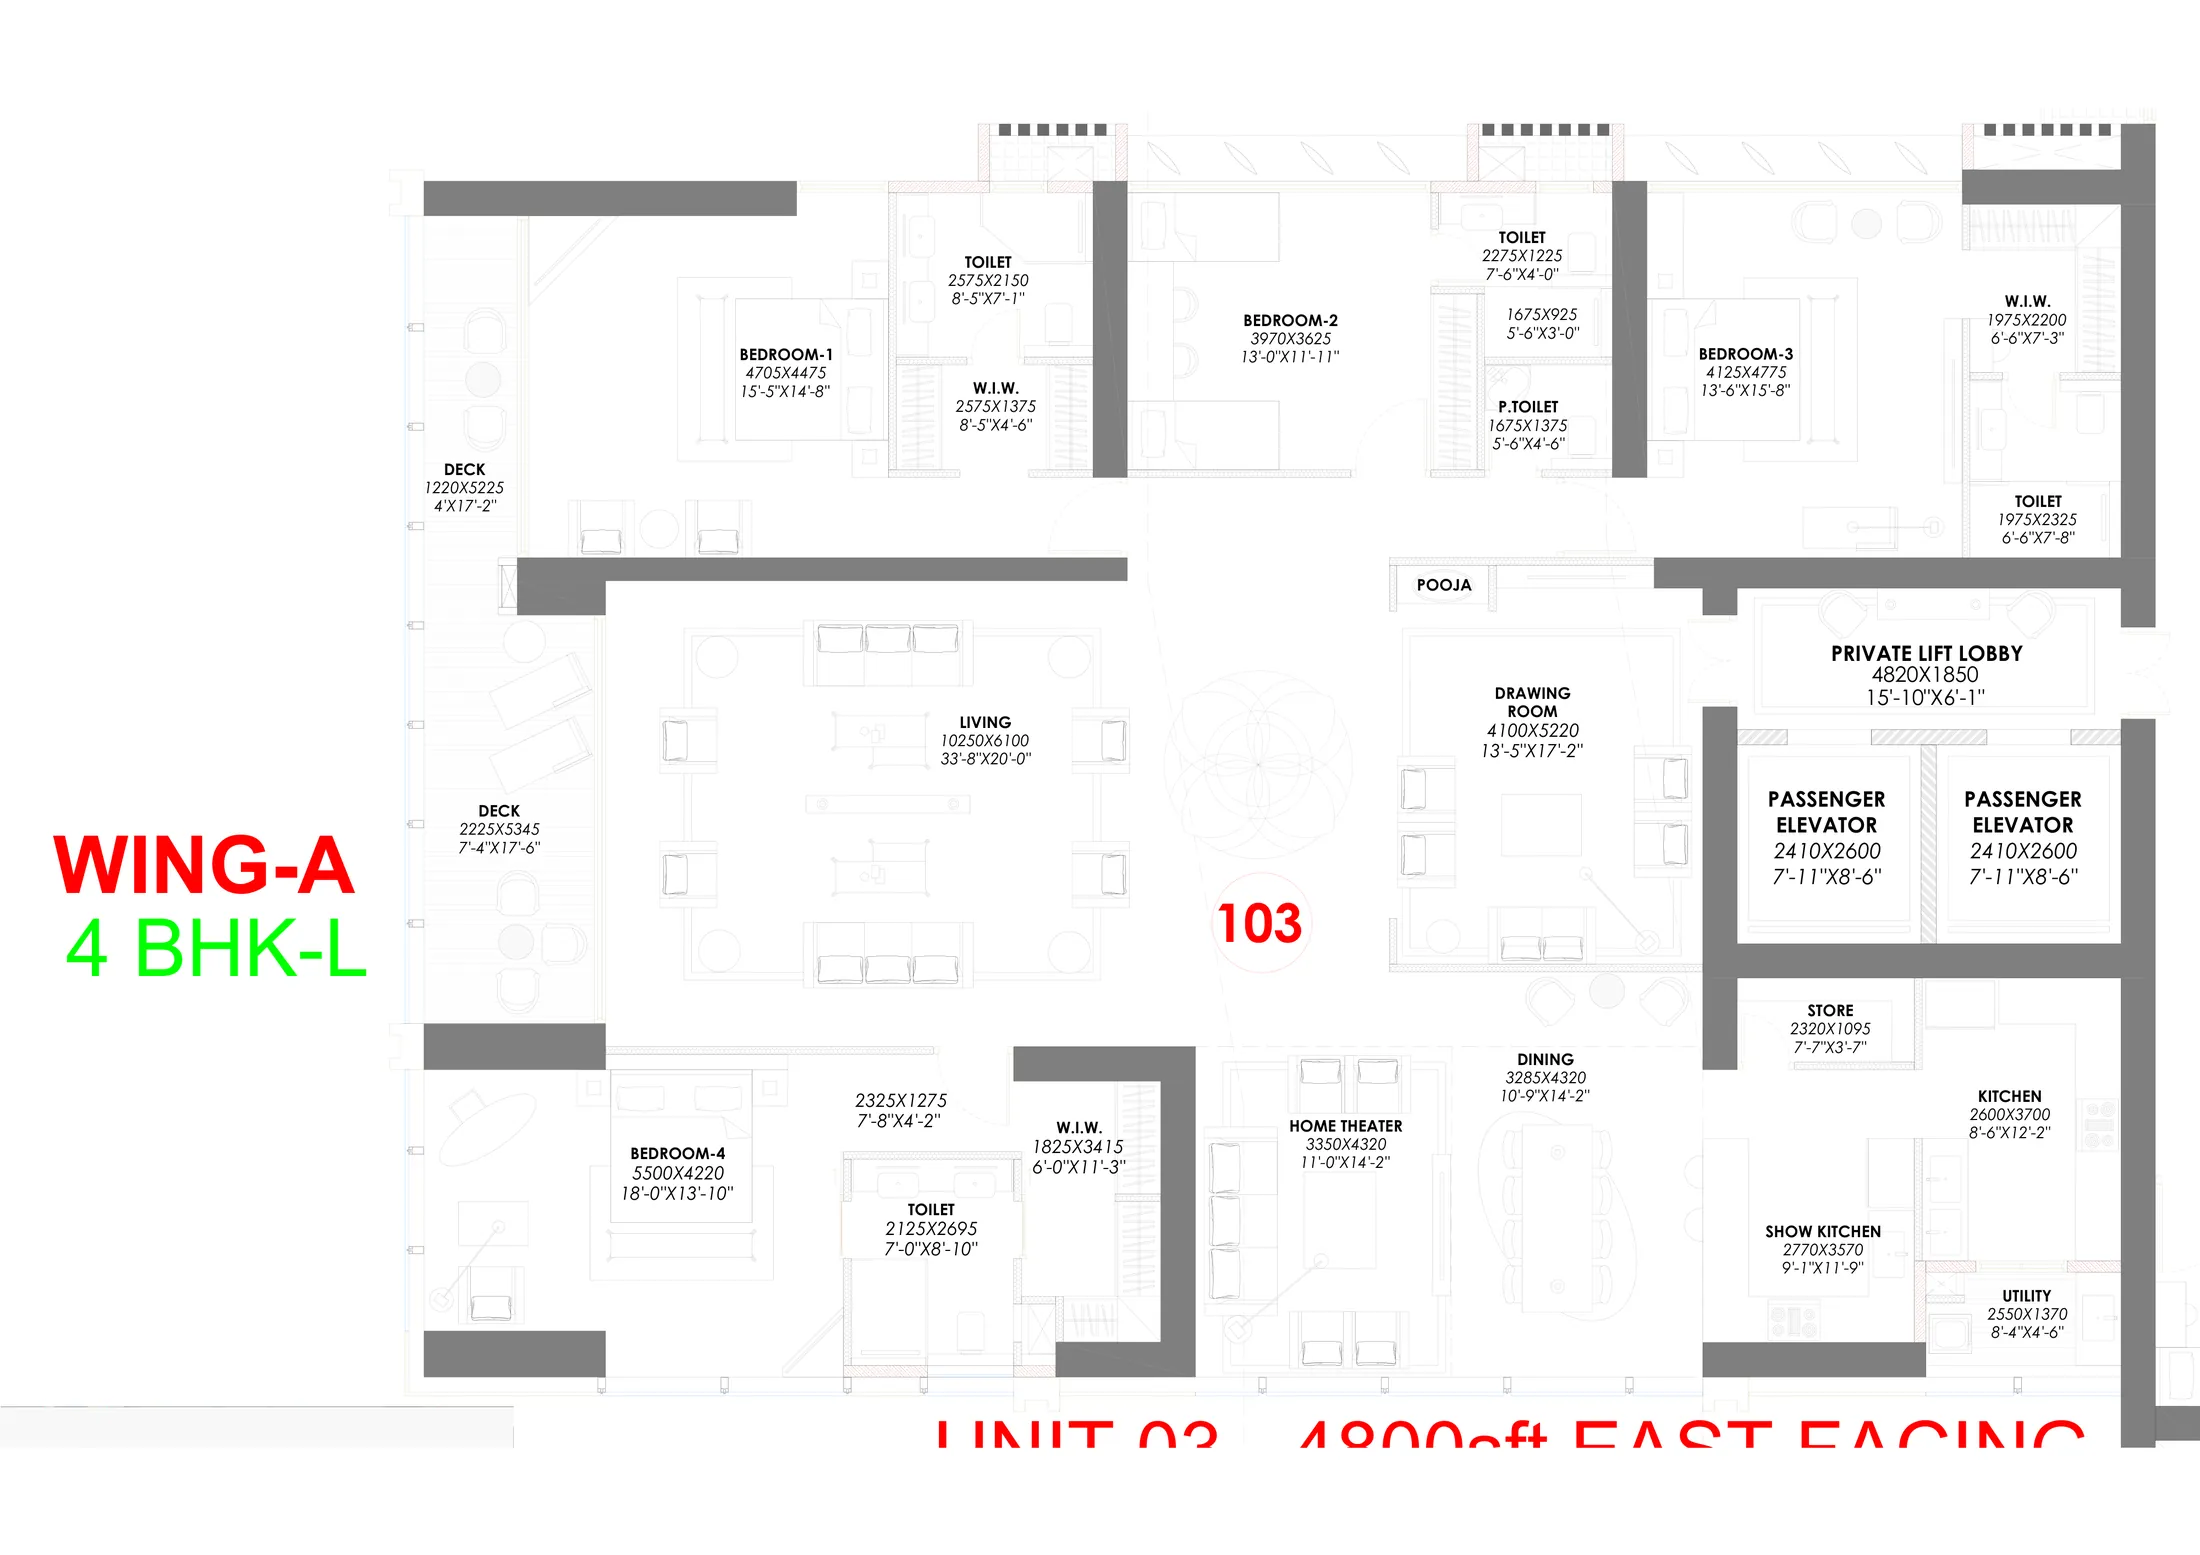 TOILET
2575X2150
8'-5"X7'-1"
TOILET
2275X1225
7'-6"X4'-0"
1675X925
5'-6"X3'-0"
BEDROOM-1
4705X4475
15'-5"X14'-8"
W.I.W.
2575X1375
8'-5"X4'-6"
BEDROOM-2
3970X3625
13'-0"X11'-11"
P.TOILET
1675X1375
5'-6"X4'-6"
BEDROOM-3
4125X4775
13'-6"X15'-8"
W.I.W.
1975X2200
6'-6"X7'-3"
TOILET
1975X2325
6'-6"X7'-8"
DECK
1220X5225
4'X17'-2"
POOJA
PRIVATE LIFT LOBBY
4820X1850
15'-10"X6'-1"
LIVING
10250X6100
33'-8"X20'-0"
DRAWING
ROOM
4100X5220
13'-5"X17'-2"
PASSENGER
ELEVATOR
2410X2600
7'-11"X8'-6"
PASSENGER
ELEVATOR
2410X2600
7'-11"X8'-6"
DECK
2225X5345
7'-4"X17'-6"
WING-A
4 BHK-L
103
STORE
2320X1095
7'-7"X3'-7"
DINING
3285X4320
10'-9"X14'-2"
KITCHEN
2600X3700
8'-6"X12'-2"
2325X1275
7'-8"X4'-2"
W.I.W.
1825X3415
6'-0"X11'-3"
HOME THEATER
3350X4320
11'-0"X14'-2"
BEDROOM-4
5500X4220
18'-0"X13'-10"
TOILET
2125X2695
7'-0"X8'-10"
SHOW KITCHEN
2770X3570
9'-1"X11'-9"
UTILITY
2550X1370
8'-4"X4'-6"
UNIT 03 4800sft EAST FACING